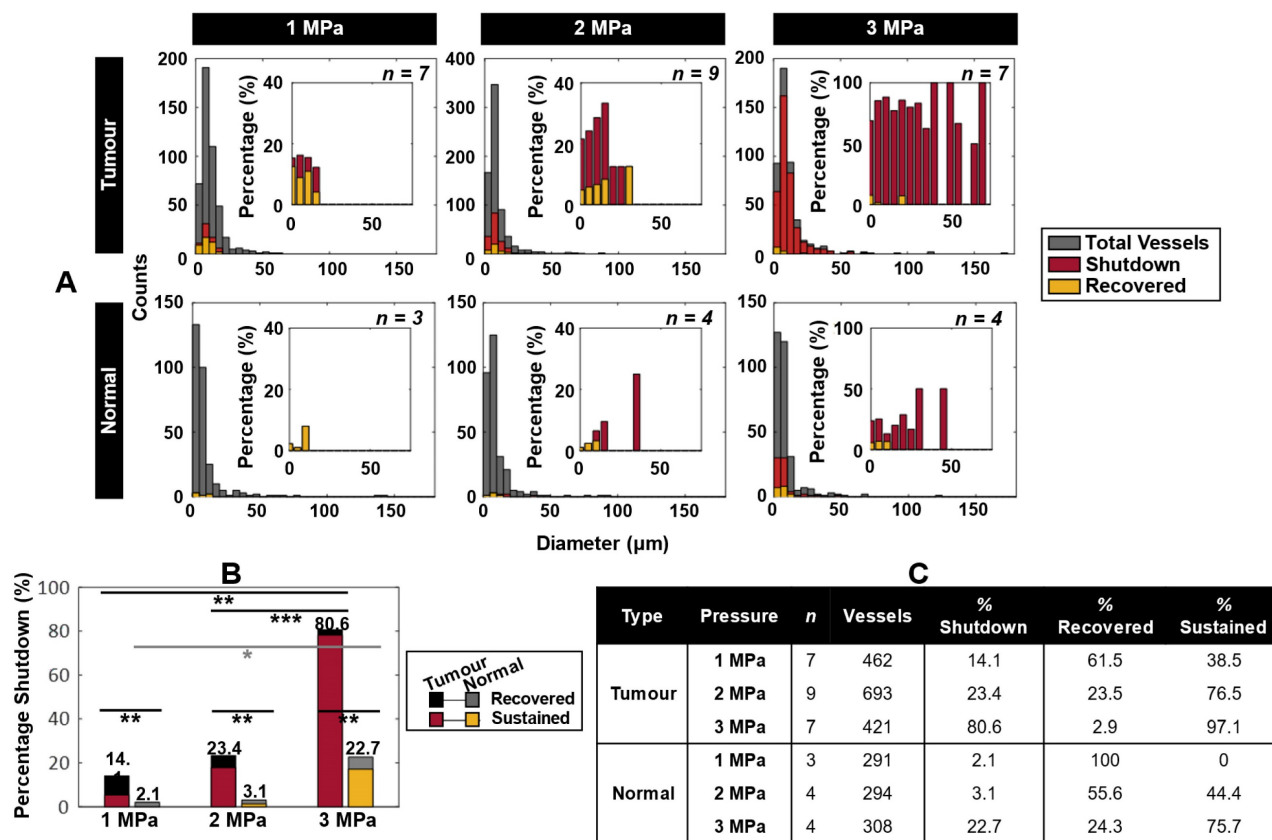 1 MPa
2 MPa
3 MPa
Tumour
200
150
100
50
0
0
50
100
150
Percentage (%)
40
20
0
0
50
n = 7
400
300
200
100
0
0
50
100
150
Percentage (%)
40
20
0
0
50
n = 9
200
150
100
50
0
0
50
100
150
Percentage (%)
100
50
0
0
50
n = 7
Total Vessels
Shutdown
Recovered
A
Counts
Normal
150
100
50
0
0
50
100
150
Percentage (%)
40
20
0
0
50
n = 3
150
100
50
0
0
50
100
150
Percentage (%)
40
20
0
0
50
n = 4
150
100
50
0
0
50
100
150
Percentage (%)
100
50
0
0
50
n = 4
Diameter (µm)
B
Percentage Shutdown (%)
100
80
60
40
20
0
**
***
*
**
**
**
14.
2.1
23.4
3.1
80.6
22.7
1 MPa
2 MPa
3 MPa
Tumour
Normal
Recovered
Sustained
C
Type Pressure n Vessels % Shutdown % Recovered % Sustained
Tumour
1 MPa 7 462 14.1 61.5 38.5
2 MPa 9 693 23.4 23.5 76.5
3 MPa 7 421 80.6 2.9 97.1
Normal
1 MPa 3 291 2.1 100 0
2 MPa 4 294 3.1 55.6 44.4
3 MPa 4 308 22.7 24.3 75.7